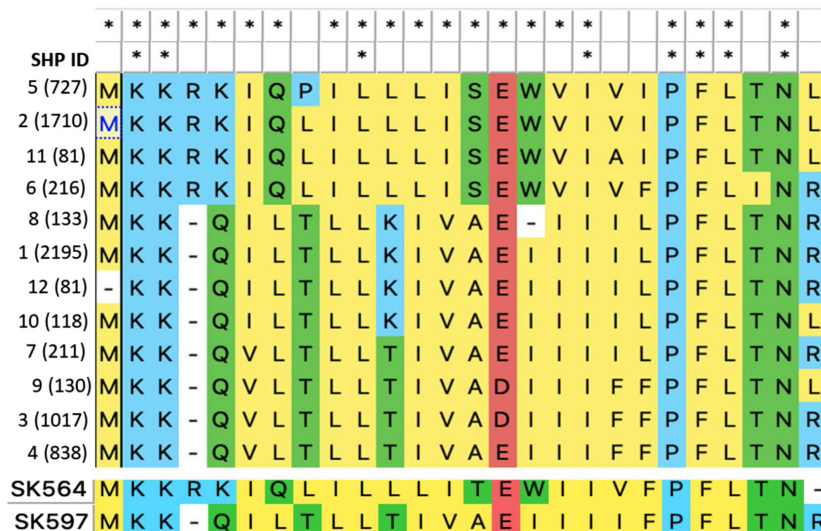 * * * * * * * * * * * * * * * * * * * * *
* * * * * * * *
SHP ID
5 (727) M K K R K I Q P I L L L I S E W V I V I P F L T N L
2 (1710) M K K R K I Q L I L L L I S E W V I V I P F L T N L
11 (81) M K K R K I Q L I L L L I S E W V I A I P F L T N L
6 (216) M K K R K I Q L I L L L I S E W V I V F P F L I N R
8 (133) M K K - Q I L T L L K I V A E - I I I L P F L T N R
1 (2195) M K K - Q I L T L L K I V A E I I I I L P F L T N R
12 (81) - K K - Q I L T L L K I V A E I I I I L P F L T N R
10 (118) M K K - Q I L T L L K I V A E I I I I L P F L T N L
7 (211) M K K - Q V L T L L T I V A E I I I I L P F L T N R
9 (130) M K K - Q V L T L L T I V A D I I I F F P F L T N L
3 (1017) M K K - Q V L T L L T I V A D I I I F F P F L T N R
4 (838) M K K - Q V L T L L T I V A E I I I F F P F L T N R
SK564 M K K R K I Q L I L L L I T E W I I V F P F L T N -
SK597 M K K - Q I L T L L T I V A E I I I I F P F L T N R